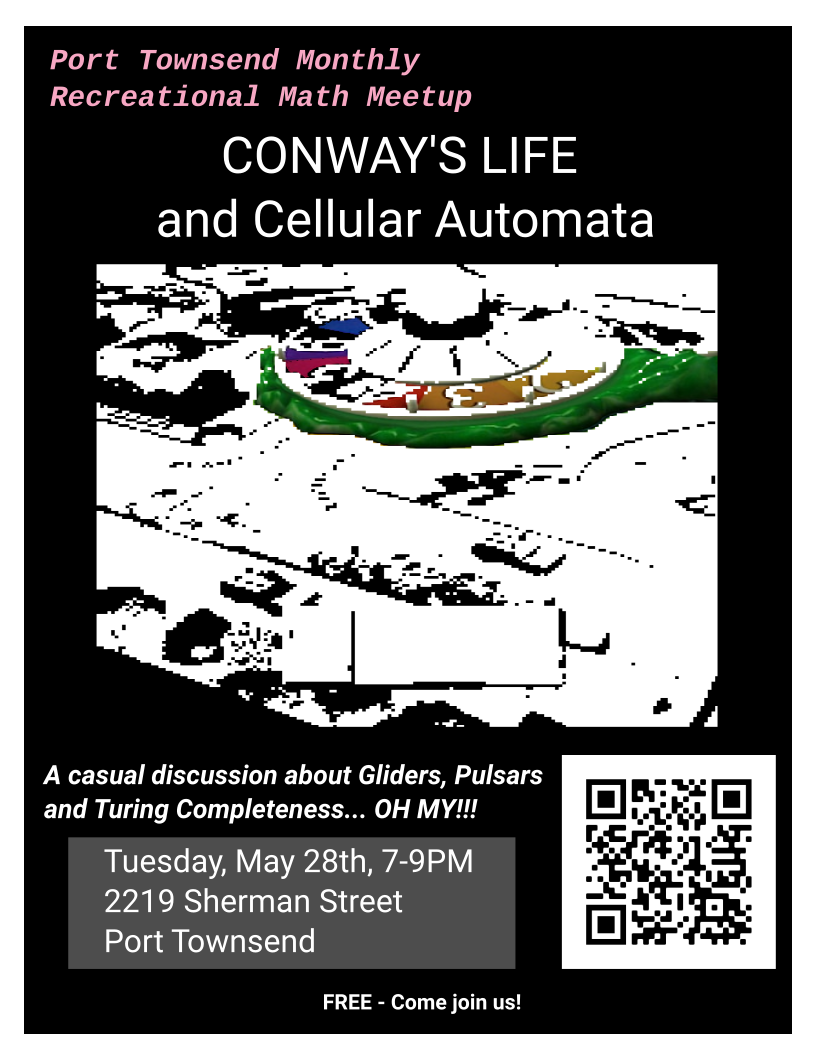 Port Townsend Monthly
Recreational Math Meetup
CONWAY'S LIFE
and Cellular Automata
A casual discussion about Gliders, Pulsars
and Turing Completeness... OH MY!!!
Tuesday, May 28th, 7-9PM
2219 Sherman Street
Port Townsend
FREE - Come join us!